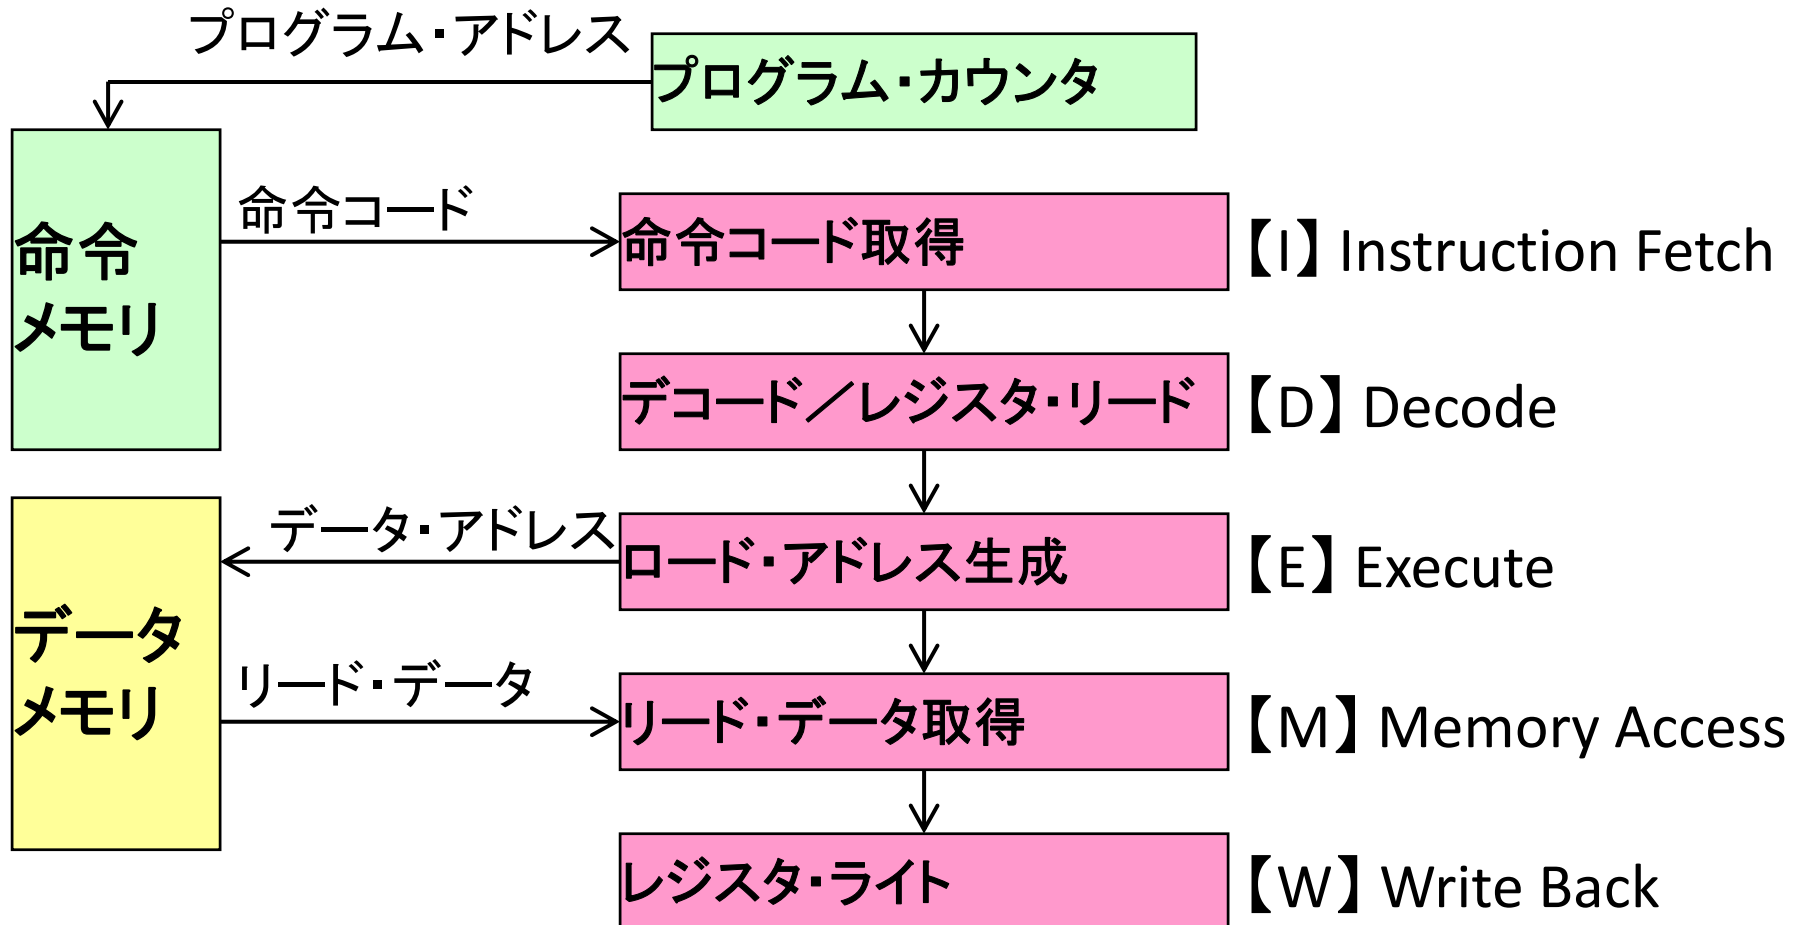 プログラム・アドレス
プログラム・カウンタ
命令
メモリ
命令コード
命令コード取得
【I】 Instruction Fetch
デコード／レジスタ・リード
【D】 Decode
データ・アドレス
ロード・アドレス生成
【E】 Execute
データ
メモリ
リード・データ
リード・データ取得
【M】 Memory Access
レジスタ・ライト
【W】 Write Back